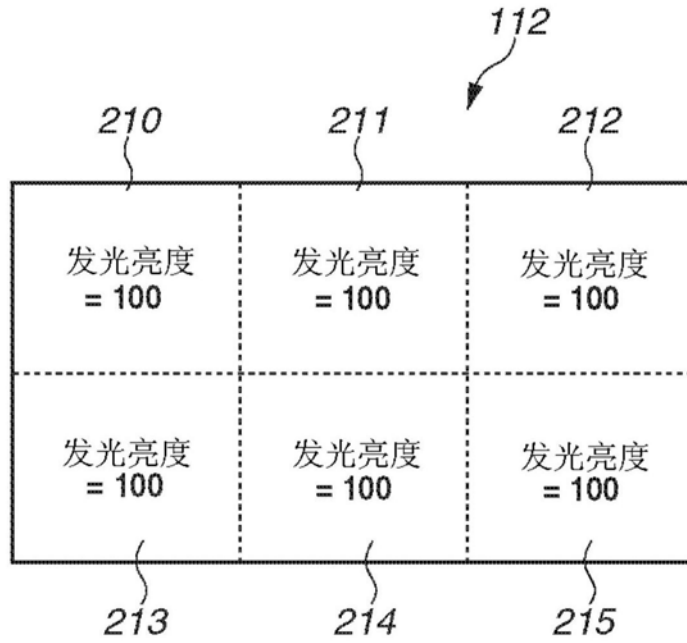 112
210 211 212
发光亮度 发光亮度 发光亮度
= 100 = 100 = 100
发光亮度 发光亮度 发光亮度
= 100 = 100 = 100
213 214 215